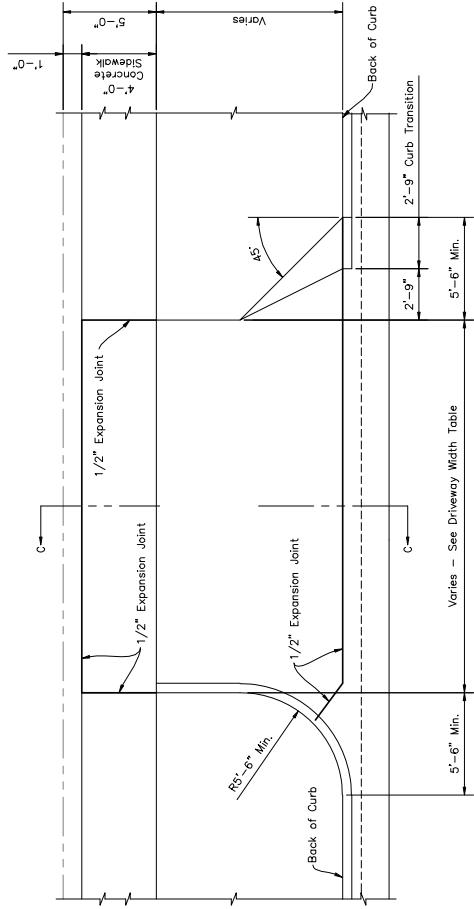 1'-0"
4'-0"
Concrete
Sidewalk
5'-0"
Varies
Back of Curb
2'-9" Curb Transition
45°
2'-9"
5'-6" Min.
1/2" Expansion Joint
C
1/2" Expansion Joint
1/2" Expansion Joint
C
Varies – See Driveway Width Table
R5'-6" Min.
Back of Curb
5'-6" Min.